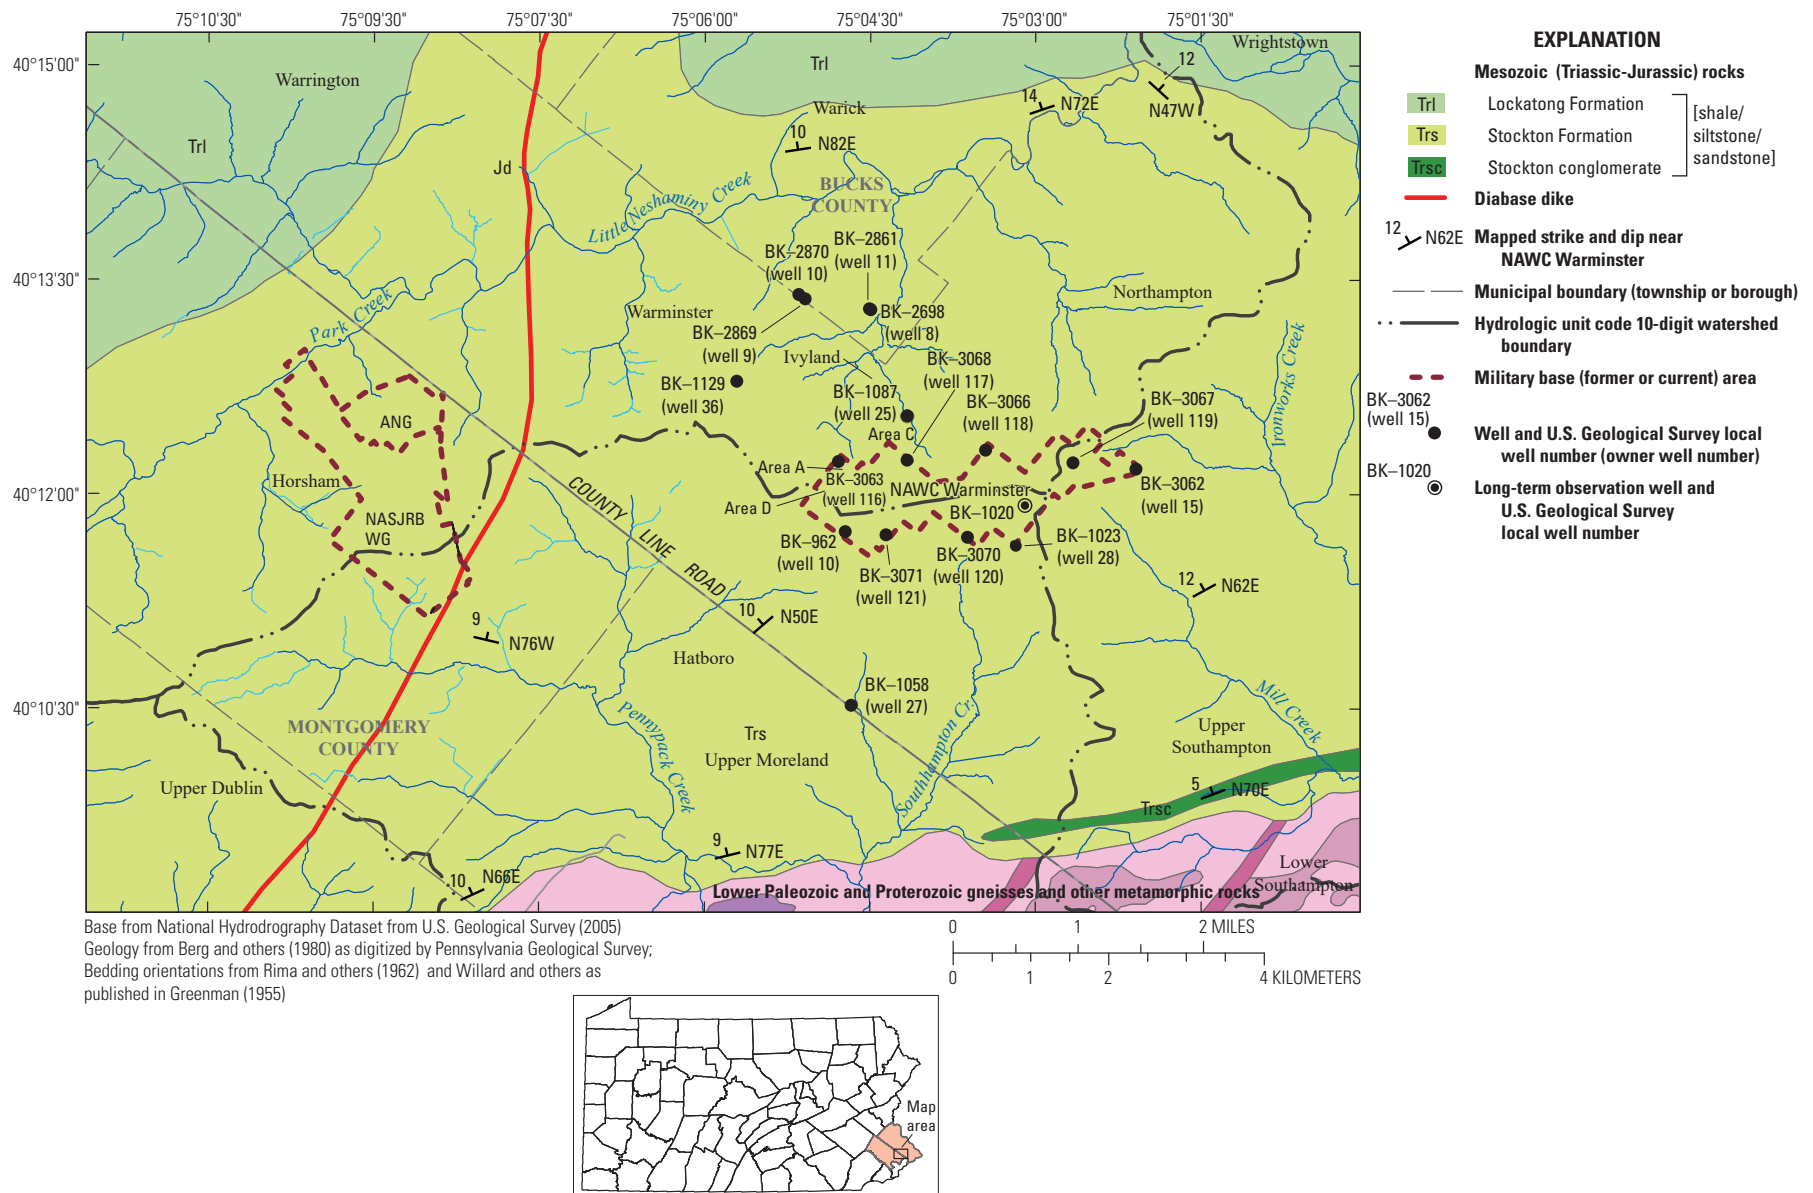 75°10'30"
75°09'30"
75°07'30"
75°06'00"
75°04'30"
75°03'00"
75°01'30"
40°15'00"
40°13'30"
40°12'00"
40°10'30"
Warrington
Trl
Trl
Wrightstown
12
N47W
14
N72E
Warick
10
N82E
Jd
BUCKS
COUNTY
Little Neshaminy Creek
BK–2870
(well 10)
BK–2861
(well 11)
Northampton
Warminster
BK–2698
(well 8)
BK–2869
(well 9)
Park Creek
Ivyland
BK–3068
(well 117)
BK–1129
(well 36)
BK–1087
(well 25)
BK–3066
(well 118)
BK–3067
(well 119)
Ironworks Creek
ANG
Area C
Area A
Horsham
BK–3063
(well 116)
NAWC Warminster
BK–3062
(well 15)
Area D
COUNTY LINE ROAD
BK–1020
NASJRB
WG
BK–962
(well 10)
BK–3070
(well 120)
BK–1023
(well 28)
BK–3071
(well 121)
12
N62E
10
N50E
9
N76W
Hatboro
BK–1058
(well 27)
Mill Creek
MONTGOMERY
COUNTY
Pennypack Creek
Trs
Upper Moreland
Southhampton Cr.
Upper
Southampton
Upper Dublin
5
N70E
Trsc
9
N77E
10
N66E
Lower
Southampton
Lower Paleozoic and Proterozoic gneisses and other metamorphic rocks
EXPLANATION
Mesozoic (Triassic-Jurassic) rocks
Trl Lockatong Formation
Trs Stockton Formation
Trsc Stockton conglomerate
[shale/
siltstone/
sandstone]
Diabase dike
12 N62E Mapped strike and dip near
NAWC Warminster
Municipal boundary (township or borough)
Hydrologic unit code 10-digit watershed
boundary
Military base (former or current) area
BK–3062
(well 15)
Well and U.S. Geological Survey local
well number (owner well number)
BK–1020
Long-term observation well and
U.S. Geological Survey
local well number
Base from National Hydrodrography Dataset from U.S. Geological Survey (2005)
Geology from Berg and others (1980) as digitized by Pennsylvania Geological Survey;
Bedding orientations from Rima and others (1962) and Willard and others as
published in Greenman (1955)
0 1 2 MILES
0 1 2 4 KILOMETERS
Map
area